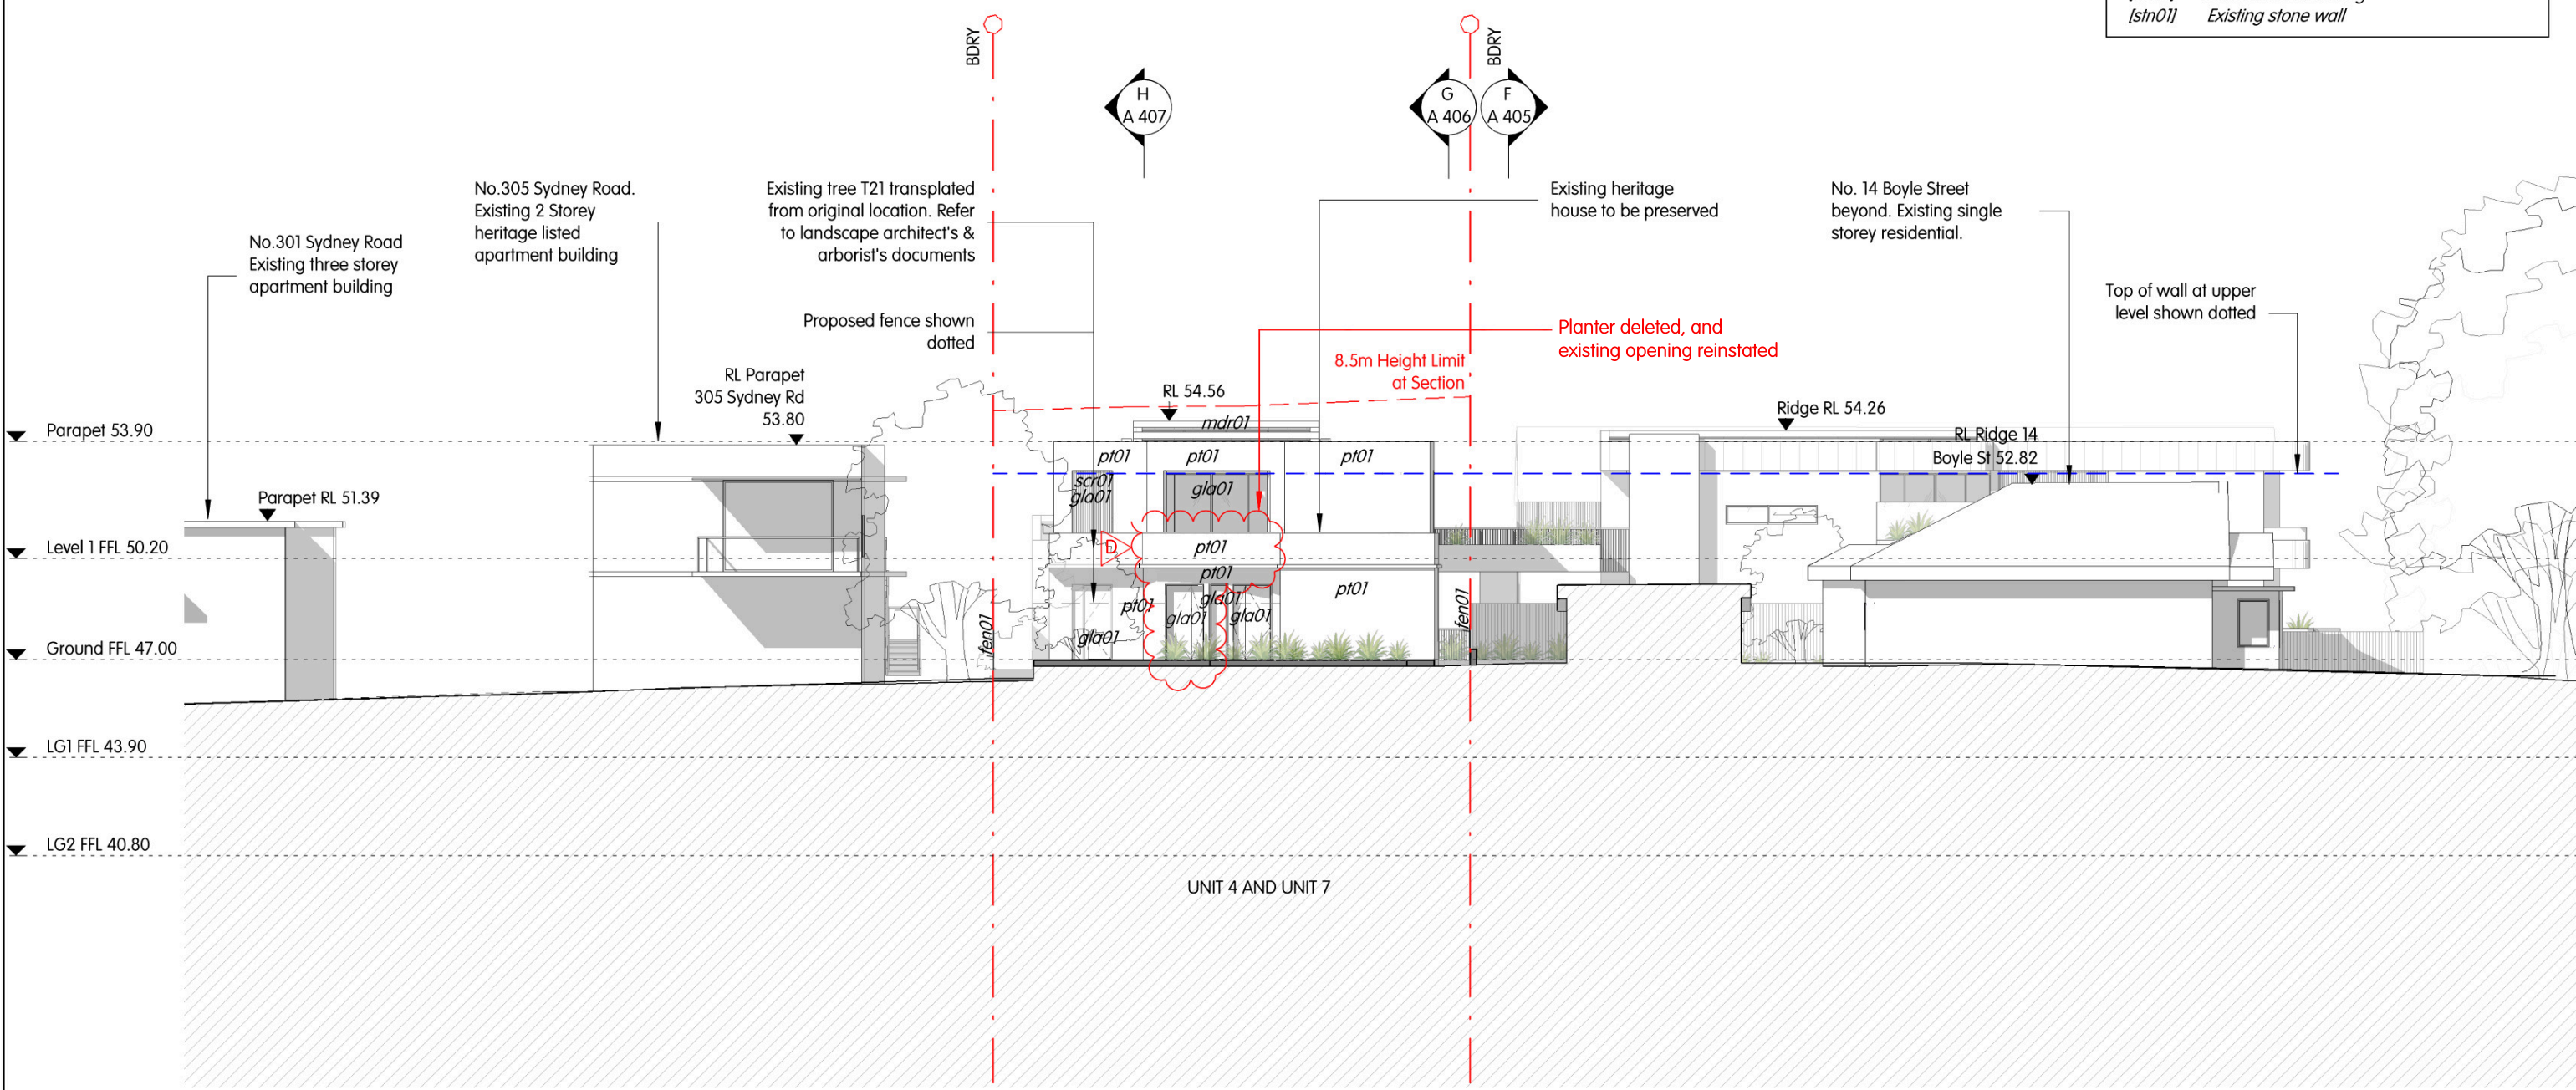 [stn01] Existing stone wall
BDRY
BDRY
H
A 407
G
A 406
F
A 405
No.301 Sydney Road
Existing three storey
apartment building
No.305 Sydney Road.
Existing 2 Storey
heritage listed
apartment building
Existing tree T21 transplated
from original location. Refer
to landscape architect's &
arborist's documents
Proposed fence shown
dotted
Existing heritage
house to be preserved
No. 14 Boyle Street
beyond. Existing single
storey residential.
Top of wall at upper
level shown dotted
Planter deleted, and
existing opening reinstated
8.5m Height Limit
at Section
RL Parapet
305 Sydney Rd
53.80
RL 54.56
Ridge RL 54.26
RL Ridge 14
Boyle St 52.82
Parapet RL 51.39
Parapet 53.90
Level 1 FFL 50.20
Ground FFL 47.00
LG1 FFL 43.90
LG2 FFL 40.80
mdr01
pt01
pt01
pt01
scr01
gla01
gla01
D
pt01
pt01
pt01
pt01
gla01
gla01
gla01
gla01
fen01
fen01
UNIT 4 AND UNIT 7